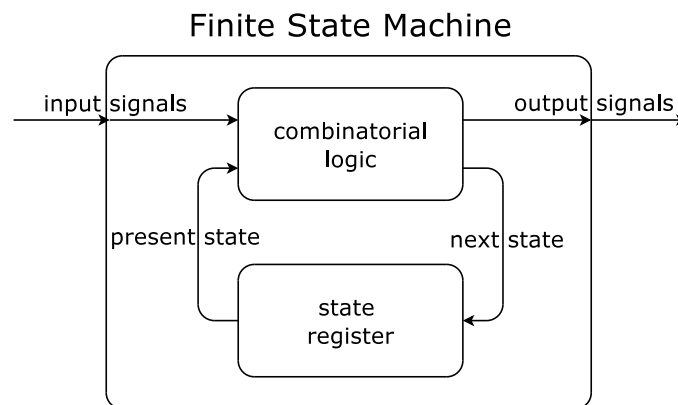 Finite State Machine
input signals
output signals
combinatorial
logic
present state
next state
state
register